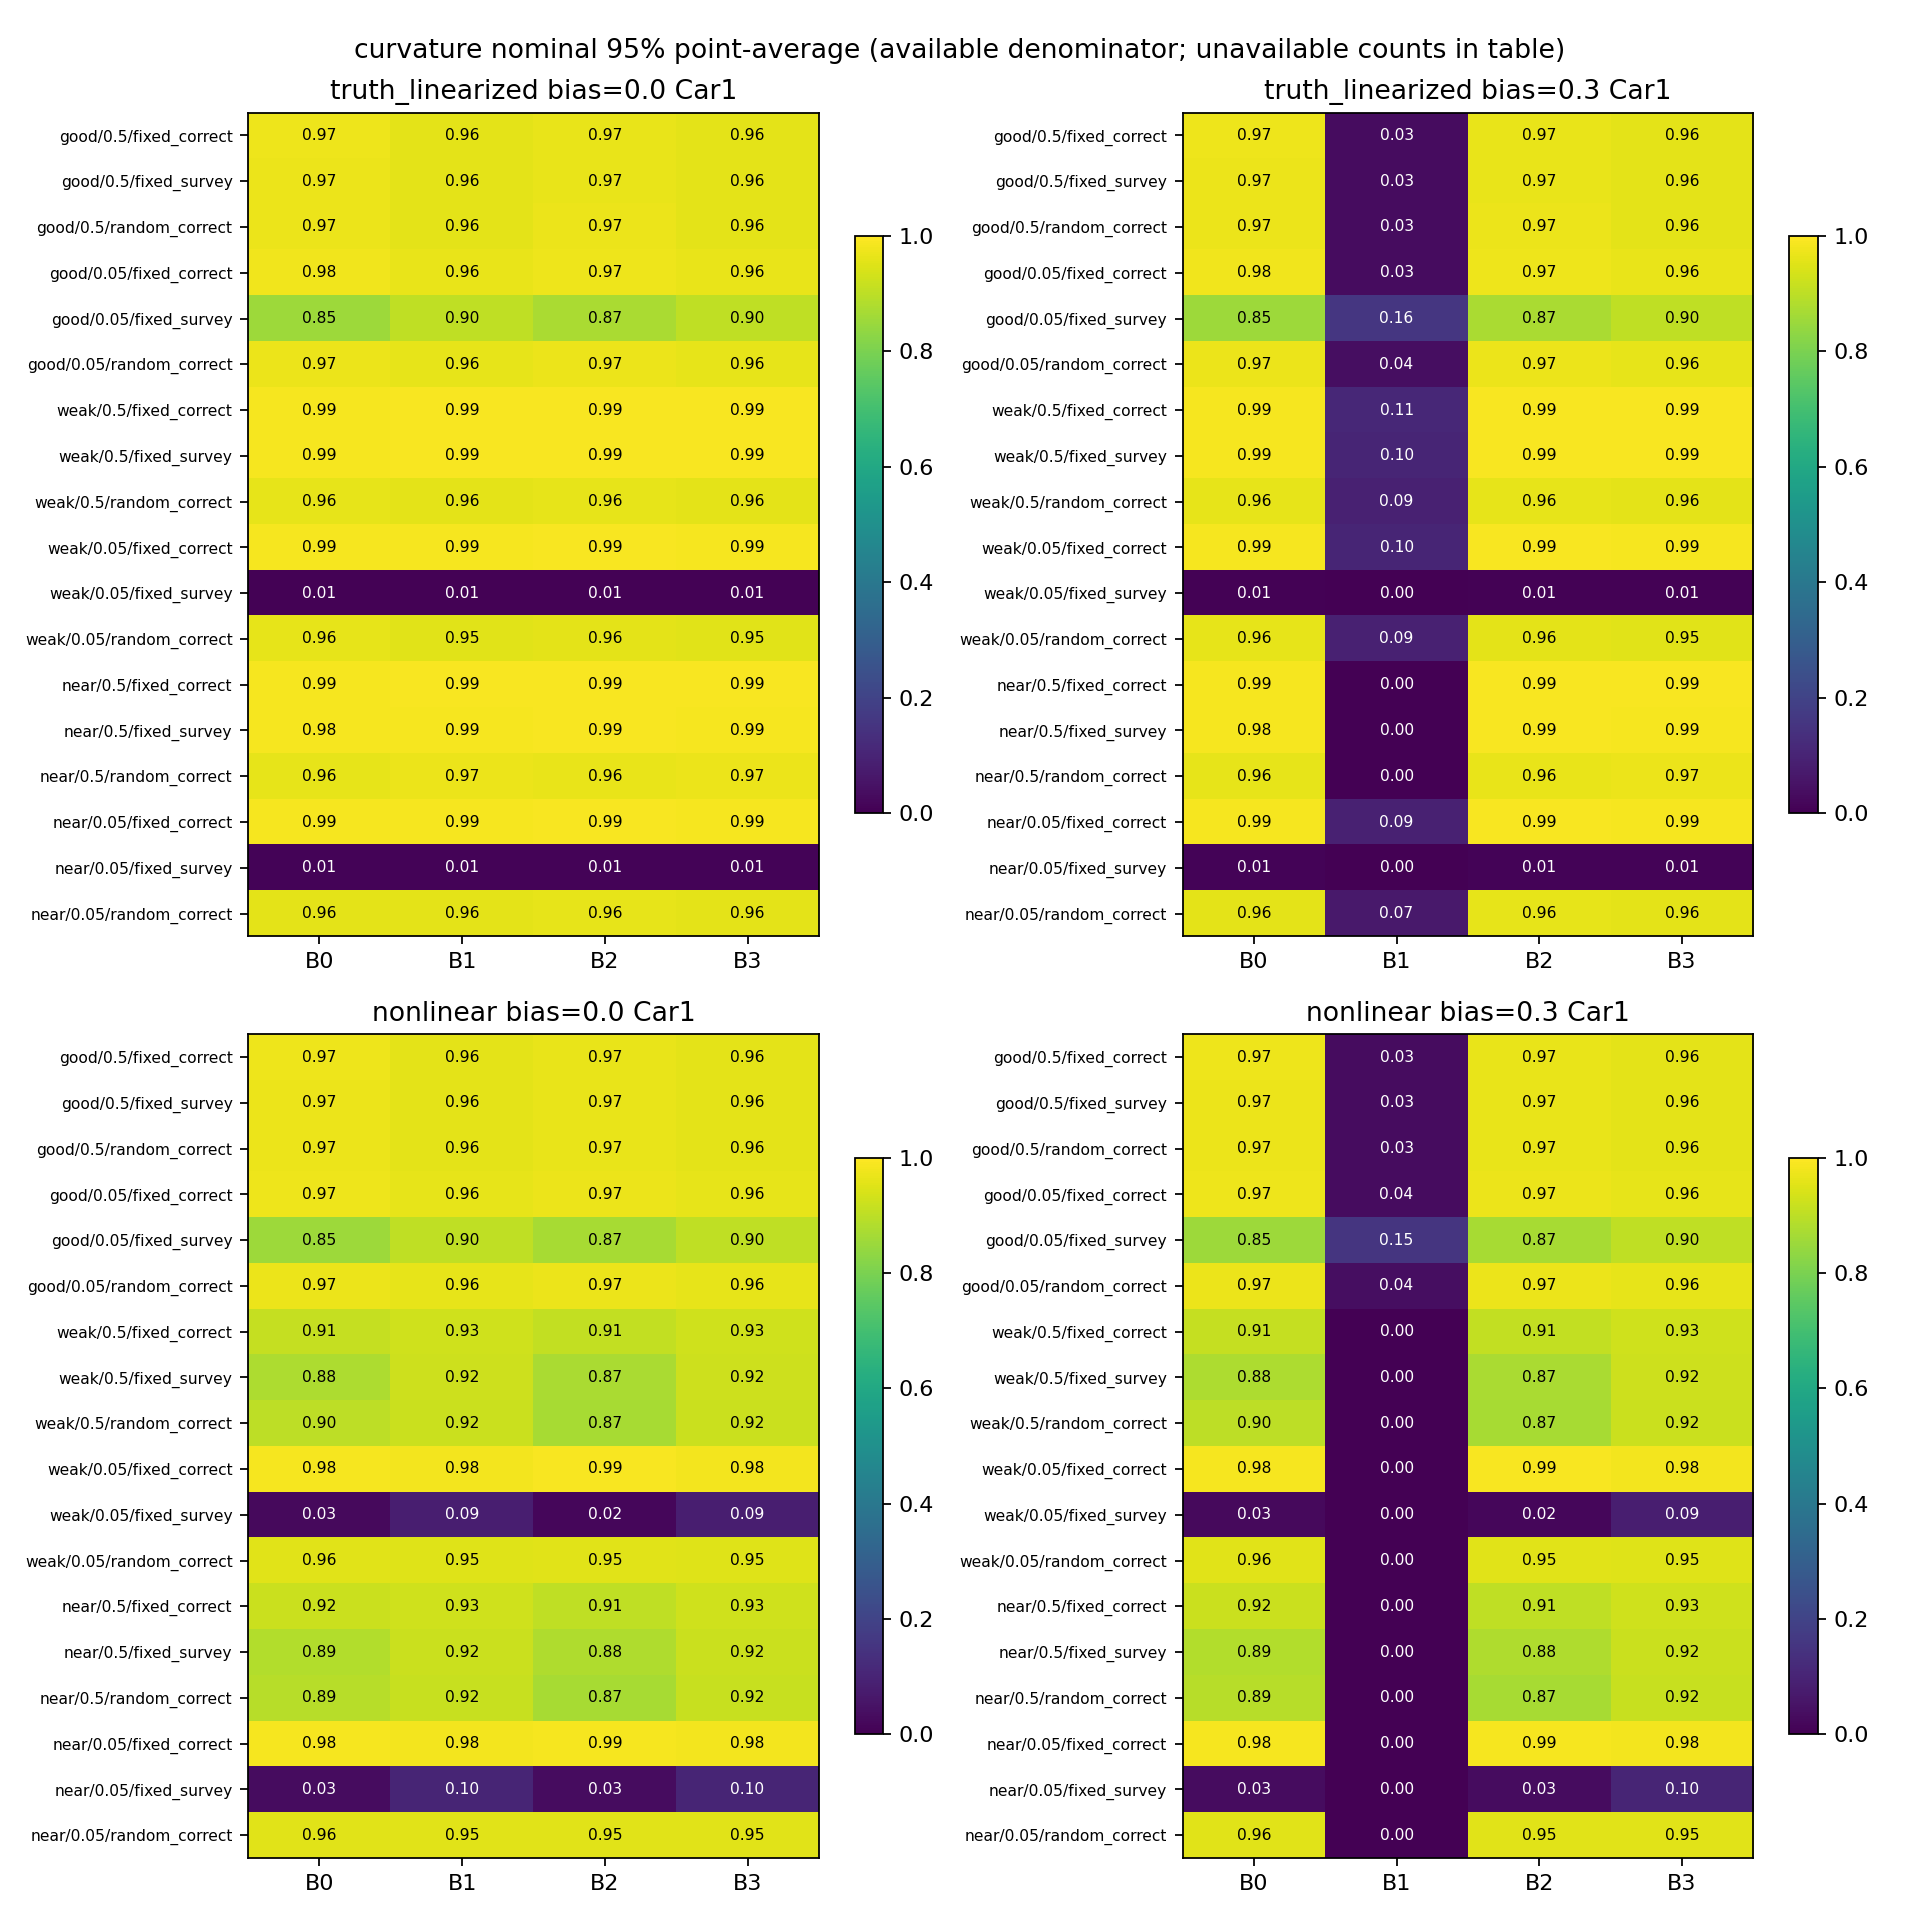 curvature nominal 95% point-average (available denominator; unavailable counts in table)
truth_linearized bias=0.0 Car1
good/0.5/fixed_correct 0.97 0.96 0.97 0.96
good/0.5/fixed_survey 0.97 0.96 0.97 0.96
good/0.5/random_correct 0.97 0.96 0.97 0.96
good/0.05/fixed_correct 0.98 0.96 0.97 0.96
good/0.05/fixed_survey 0.85 0.90 0.87 0.90
good/0.05/random_correct 0.97 0.96 0.97 0.96
weak/0.5/fixed_correct 0.99 0.99 0.99 0.99
weak/0.5/fixed_survey 0.99 0.99 0.99 0.99
weak/0.5/random_correct 0.96 0.96 0.96 0.96
weak/0.05/fixed_correct 0.99 0.99 0.99 0.99
weak/0.05/fixed_survey 0.01 0.01 0.01 0.01
weak/0.05/random_correct 0.96 0.95 0.96 0.95
near/0.5/fixed_correct 0.99 0.99 0.99 0.99
near/0.5/fixed_survey 0.98 0.99 0.99 0.99
near/0.5/random_correct 0.96 0.97 0.96 0.97
near/0.05/fixed_correct 0.99 0.99 0.99 0.99
near/0.05/fixed_survey 0.01 0.01 0.01 0.01
near/0.05/random_correct 0.96 0.96 0.96 0.96
B0 B1 B2 B3
1.0
0.8
0.6
0.4
0.2
0.0
truth_linearized bias=0.3 Car1
good/0.5/fixed_correct 0.97 0.03 0.97 0.96
good/0.5/fixed_survey 0.97 0.03 0.97 0.96
good/0.5/random_correct 0.97 0.03 0.97 0.96
good/0.05/fixed_correct 0.98 0.03 0.97 0.96
good/0.05/fixed_survey 0.85 0.16 0.87 0.90
good/0.05/random_correct 0.97 0.04 0.97 0.96
weak/0.5/fixed_correct 0.99 0.11 0.99 0.99
weak/0.5/fixed_survey 0.99 0.10 0.99 0.99
weak/0.5/random_correct 0.96 0.09 0.96 0.96
weak/0.05/fixed_correct 0.99 0.10 0.99 0.99
weak/0.05/fixed_survey 0.01 0.00 0.01 0.01
weak/0.05/random_correct 0.96 0.09 0.96 0.95
near/0.5/fixed_correct 0.99 0.00 0.99 0.99
near/0.5/fixed_survey 0.98 0.00 0.99 0.99
near/0.5/random_correct 0.96 0.00 0.96 0.97
near/0.05/fixed_correct 0.99 0.09 0.99 0.99
near/0.05/fixed_survey 0.01 0.00 0.01 0.01
near/0.05/random_correct 0.96 0.07 0.96 0.96
B0 B1 B2 B3
1.0
0.8
0.6
0.4
0.2
0.0
nonlinear bias=0.0 Car1
good/0.5/fixed_correct 0.97 0.96 0.97 0.96
good/0.5/fixed_survey 0.97 0.96 0.97 0.96
good/0.5/random_correct 0.97 0.96 0.97 0.96
good/0.05/fixed_correct 0.97 0.96 0.97 0.96
good/0.05/fixed_survey 0.85 0.90 0.87 0.90
good/0.05/random_correct 0.97 0.96 0.97 0.96
weak/0.5/fixed_correct 0.91 0.93 0.91 0.93
weak/0.5/fixed_survey 0.88 0.92 0.87 0.92
weak/0.5/random_correct 0.90 0.92 0.87 0.92
weak/0.05/fixed_correct 0.98 0.98 0.99 0.98
weak/0.05/fixed_survey 0.03 0.09 0.02 0.09
weak/0.05/random_correct 0.96 0.95 0.95 0.95
near/0.5/fixed_correct 0.92 0.93 0.91 0.93
near/0.5/fixed_survey 0.89 0.92 0.88 0.92
near/0.5/random_correct 0.89 0.92 0.87 0.92
near/0.05/fixed_correct 0.98 0.98 0.99 0.98
near/0.05/fixed_survey 0.03 0.10 0.03 0.10
near/0.05/random_correct 0.96 0.95 0.95 0.95
B0 B1 B2 B3
1.0
0.8
0.6
0.4
0.2
0.0
nonlinear bias=0.3 Car1
good/0.5/fixed_correct 0.97 0.03 0.97 0.96
good/0.5/fixed_survey 0.97 0.03 0.97 0.96
good/0.5/random_correct 0.97 0.03 0.97 0.96
good/0.05/fixed_correct 0.97 0.04 0.97 0.96
good/0.05/fixed_survey 0.85 0.15 0.87 0.90
good/0.05/random_correct 0.97 0.04 0.97 0.96
weak/0.5/fixed_correct 0.91 0.00 0.91 0.93
weak/0.5/fixed_survey 0.88 0.00 0.87 0.92
weak/0.5/random_correct 0.90 0.00 0.87 0.92
weak/0.05/fixed_correct 0.98 0.00 0.99 0.98
weak/0.05/fixed_survey 0.03 0.00 0.02 0.09
weak/0.05/random_correct 0.96 0.00 0.95 0.95
near/0.5/fixed_correct 0.92 0.00 0.91 0.93
near/0.5/fixed_survey 0.89 0.00 0.88 0.92
near/0.5/random_correct 0.89 0.00 0.87 0.92
near/0.05/fixed_correct 0.98 0.00 0.99 0.98
near/0.05/fixed_survey 0.03 0.00 0.03 0.10
near/0.05/random_correct 0.96 0.00 0.95 0.95
B0 B1 B2 B3
1.0
0.8
0.6
0.4
0.2
0.0